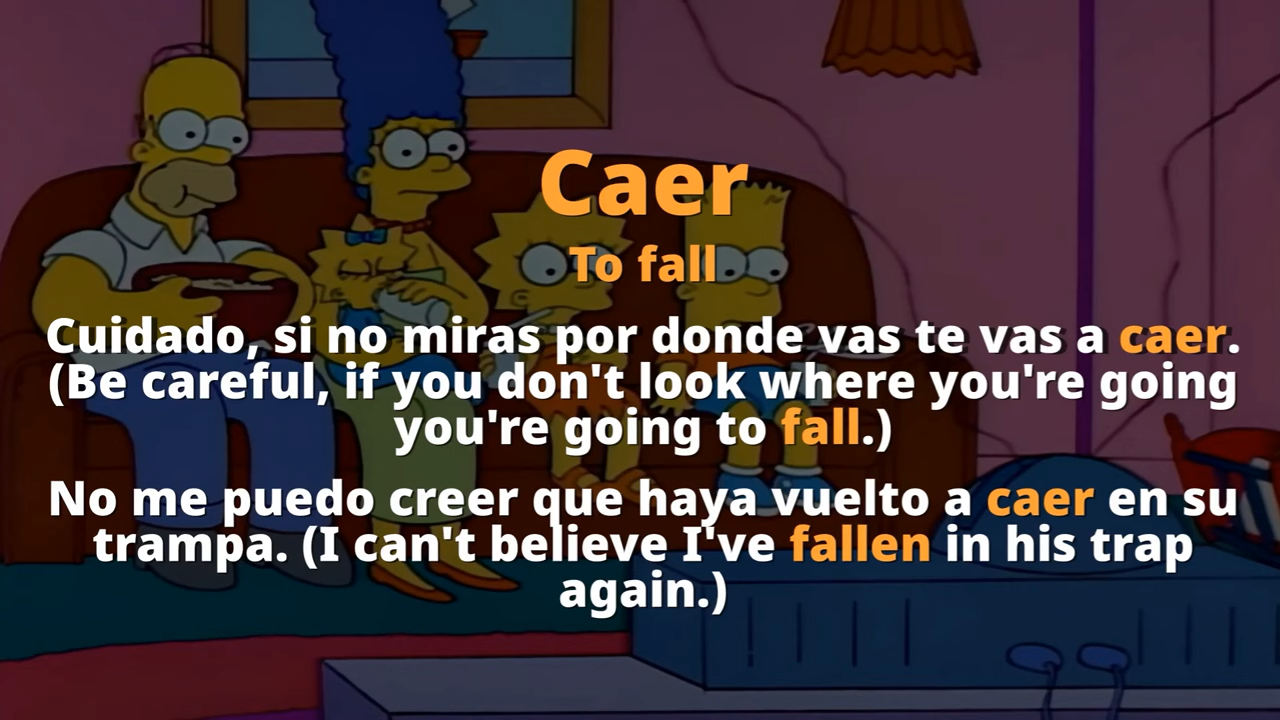 Caer
To fall
Cuidado, si no miras por donde vas te vas a caer.
(Be careful, if you don't look where you're going
you're going to fall.)
No me puedo creer que haya vuelto a caer en su
trampa. (I can't believe I've fallen in his trap
again.)